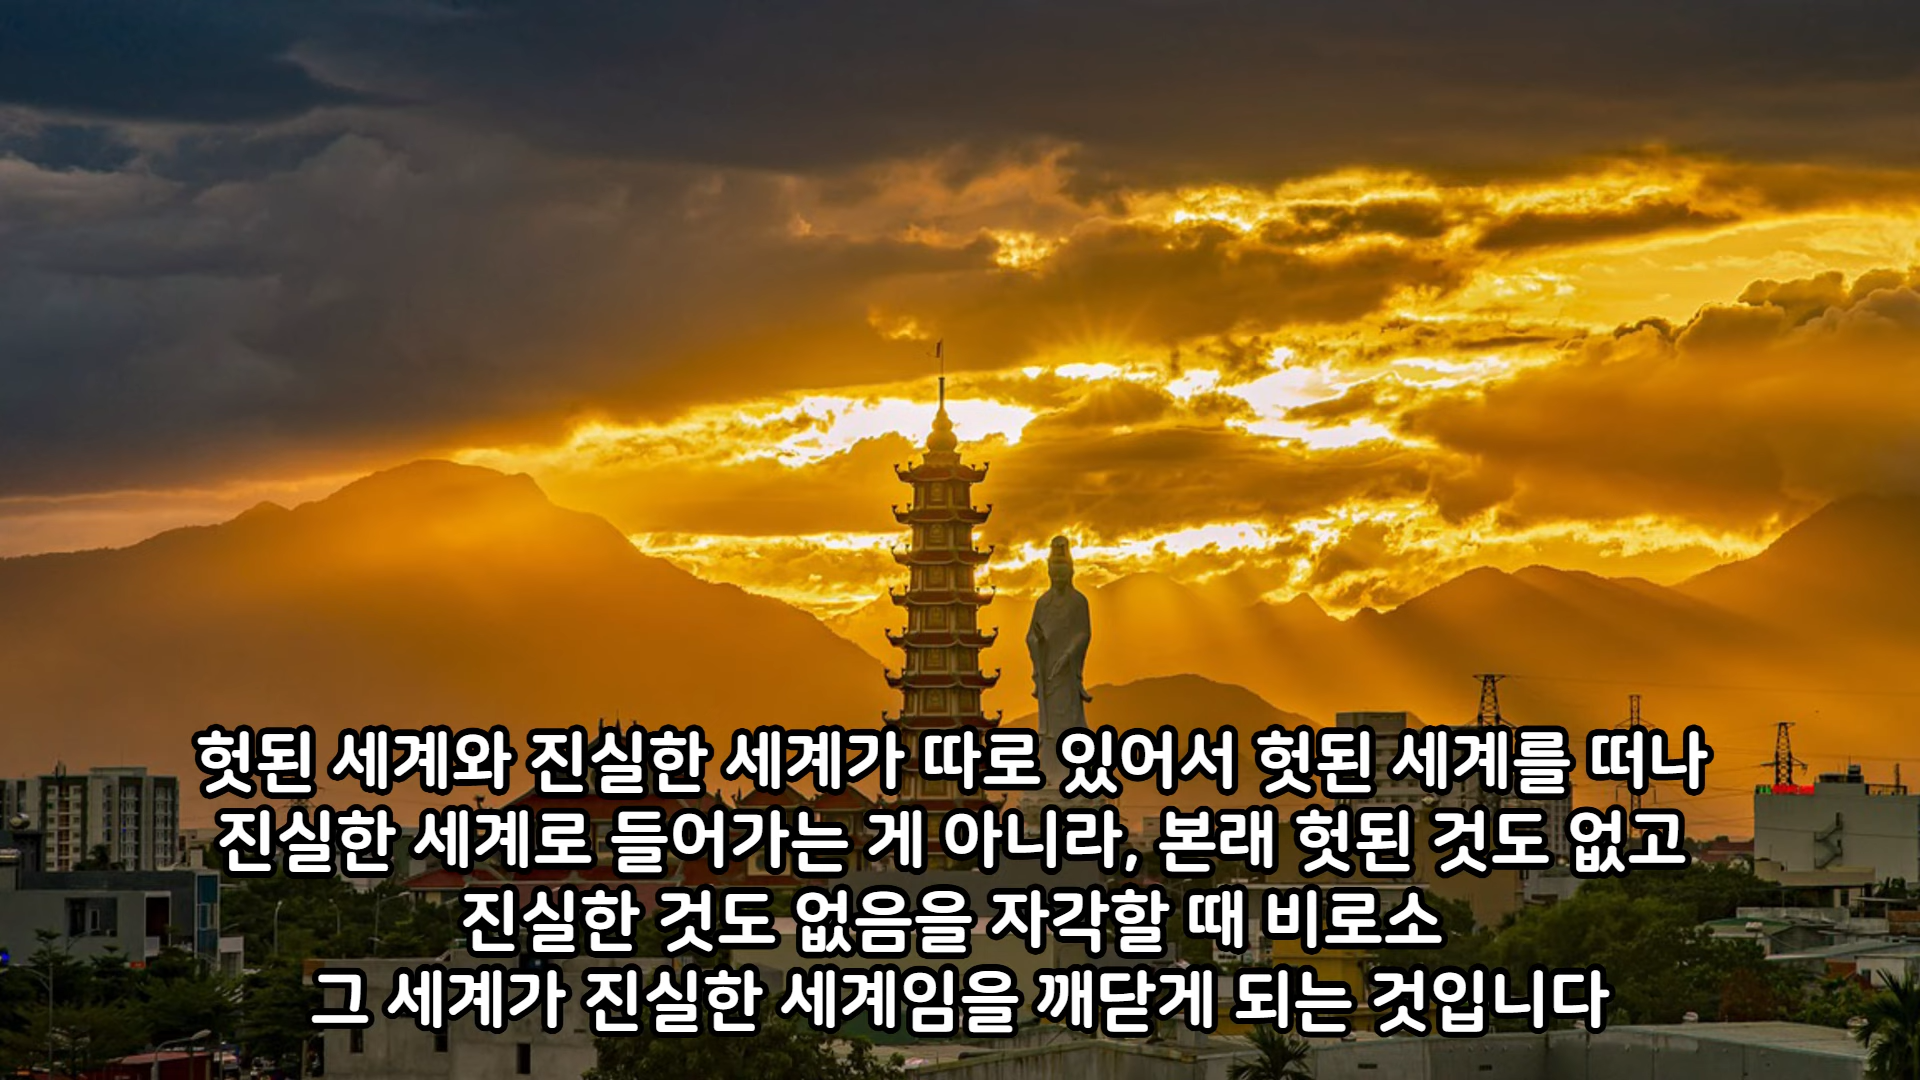 헛된 세계와 진실한 세계가 따로 있어서 헛된 세계를 떠나
진실한 세계로 들어가는 게 아니라, 본래 헛된 것도 없고
진실한 것도 없음을 자각할 때 비로소
그 세계가 진실한 세계임을 깨닫게 되는 것입니다